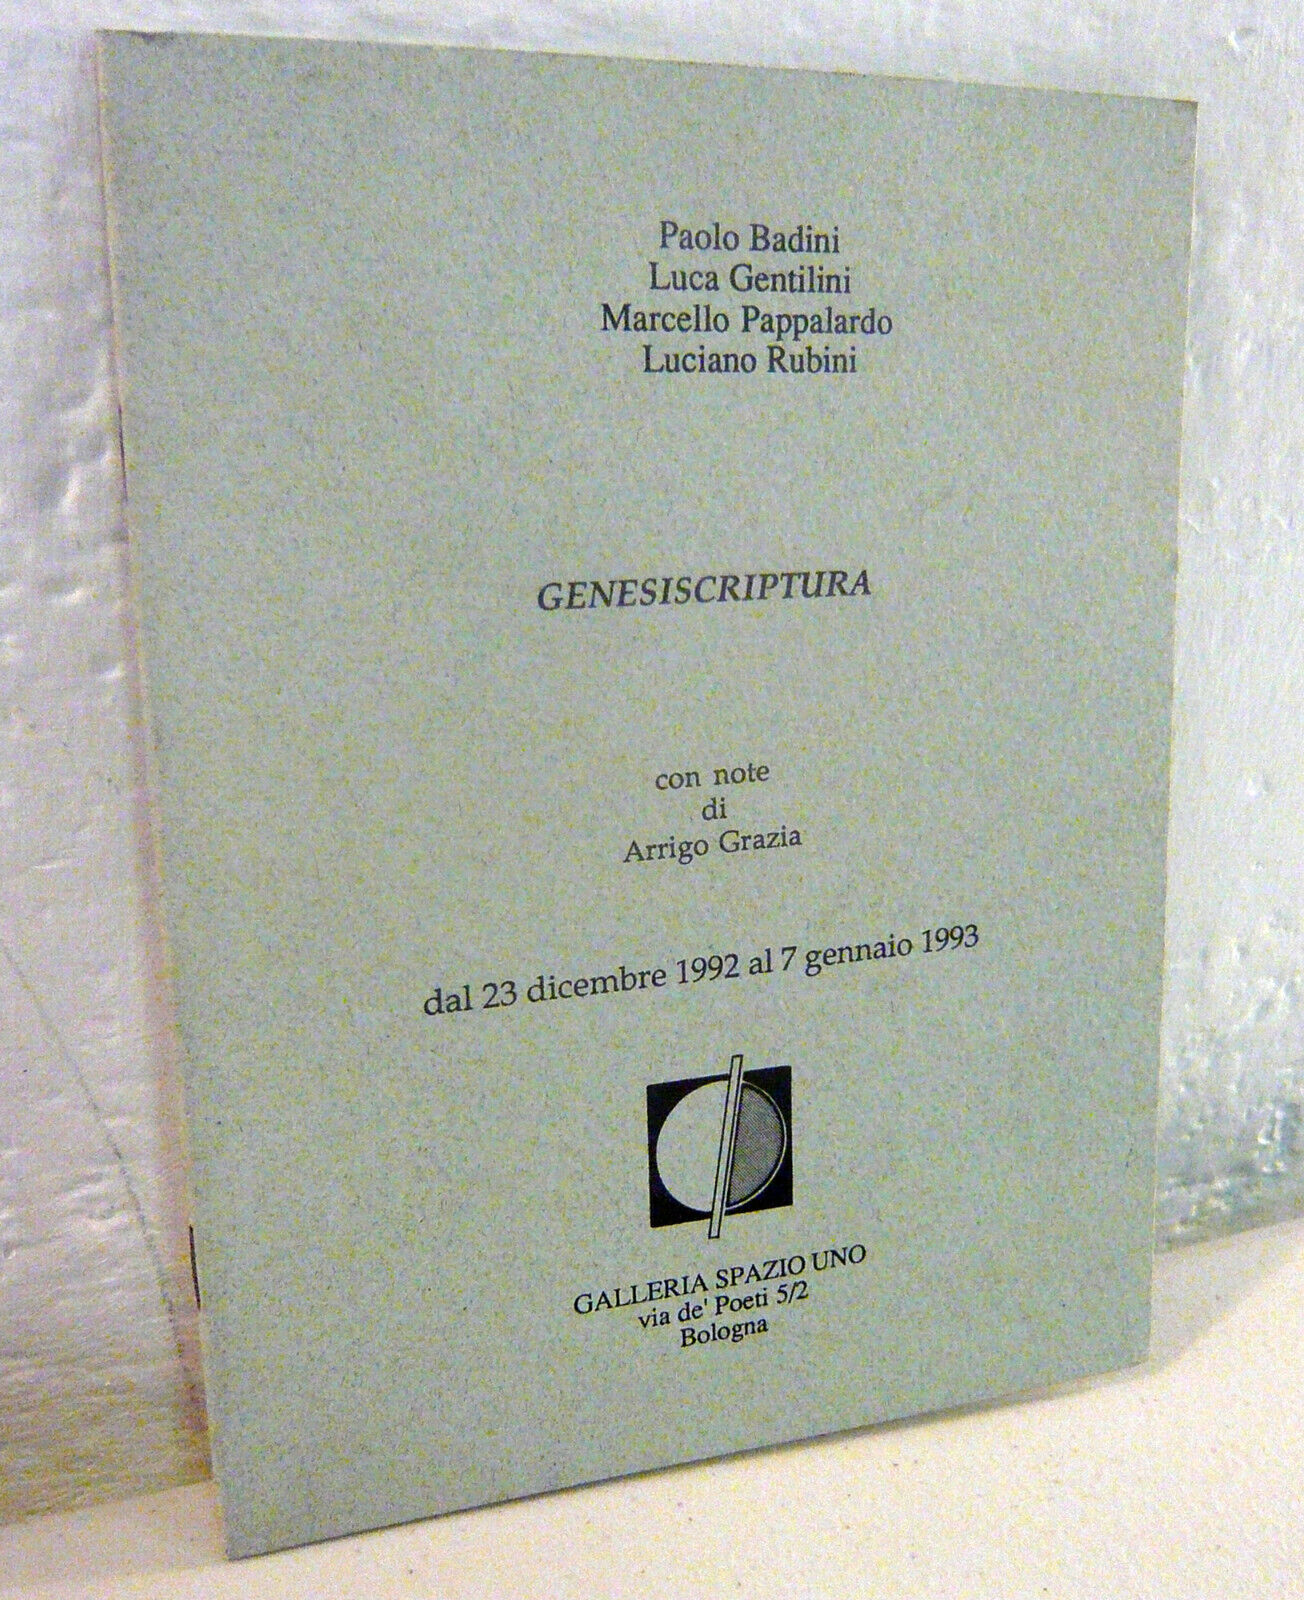 Paolo Badini
Luca Gentilini
Marcello Pappalardo
Luciano Rubini
GENESISCRIPTURA
con note
di
Arrigo Grazia
dal 23 dicembre 1992 al 7 gennaio 1993
GALLERIA SPAZIO UNO
via de' Poeti 5/2
Bologna